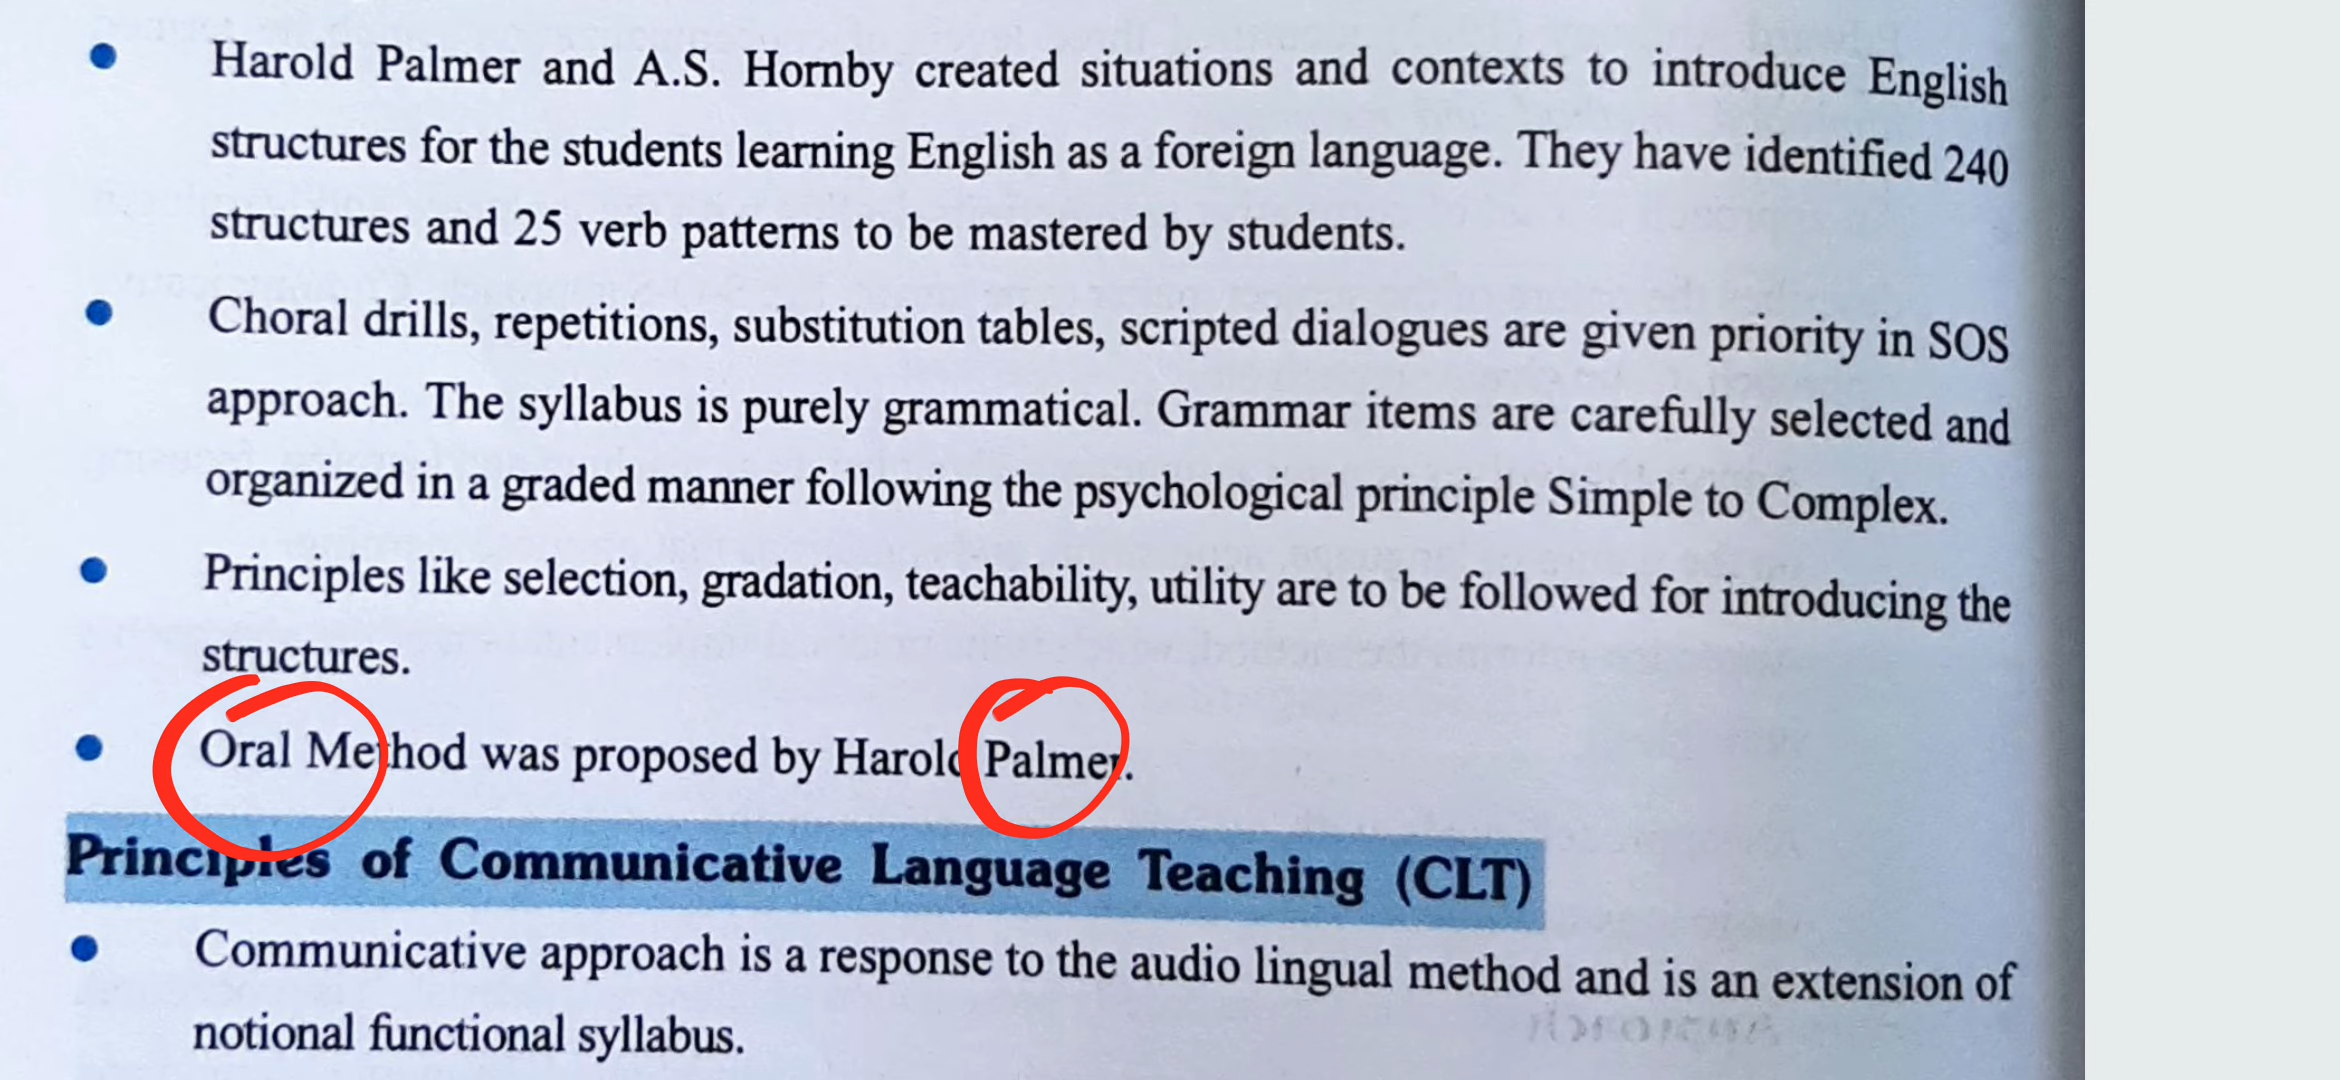 Harold Palmer and A.S. Hornby created situations and contexts to introduce English
structures for the students learning English as a foreign language. They have identified 240
structures and 25 verb patterns to be mastered by students.
Choral drills, repetitions, substitution tables, scripted dialogues are given priority in SOS
approach. The syllabus is purely grammatical. Grammar items are carefully selected and
organized in a graded manner following the psychological principle Simple to Complex.
Principles like selection, gradation, teachability, utility are to be followed for introducing the
structures.
Oral Method was proposed by Harold Palmer.
Principles of Communicative Language Teaching (CLT)
Communicative approach is a response to the audio lingual method and is an extension of
notional functional syllabus.